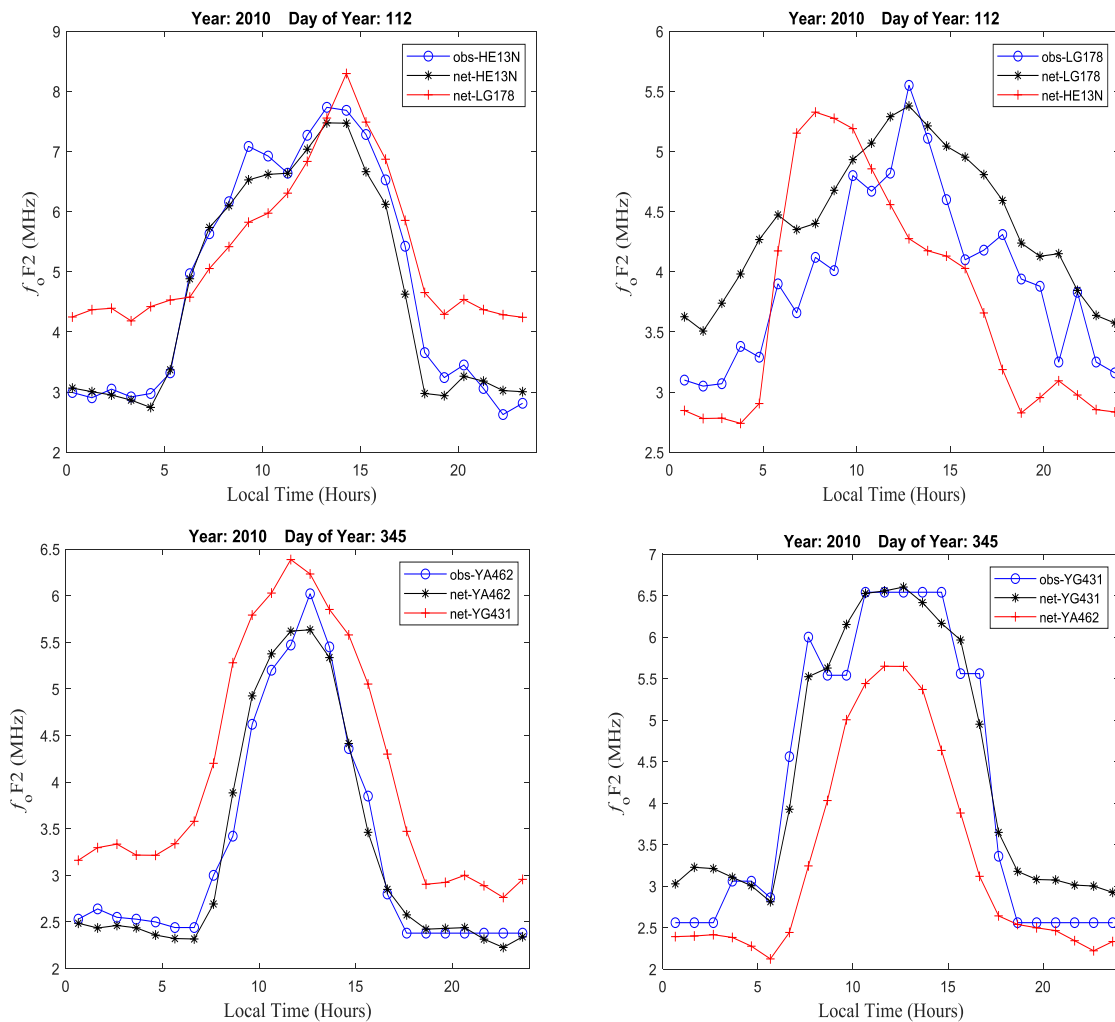 Year: 2010 Day of Year: 112
9
8
7
6
5
4
3
2
f o F2 (MHz)
obs-HE13N
net-HE13N
net-LG178
0 5 10 15 20
Local Time (Hours)
Year: 2010 Day of Year: 112
6
5.5
5
4.5
4
3.5
3
2.5
f o F2 (MHz)
obs-LG178
net-LG178
net-HE13N
0 5 10 15 20
Local Time (Hours)
Year: 2010 Day of Year: 345
6.5
6
5.5
5
4.5
4
3.5
3
2.5
2
f o F2 (MHz)
obs-YA462
net-YA462
net-YG431
0 5 10 15 20
Local Time (Hours)
Year: 2010 Day of Year: 345
7
6.5
6
5.5
5
4.5
4
3.5
3
2.5
2
f o F2 (MHz)
obs-YG431
net-YG431
net-YA462
0 5 10 15 20
Local Time (Hours)